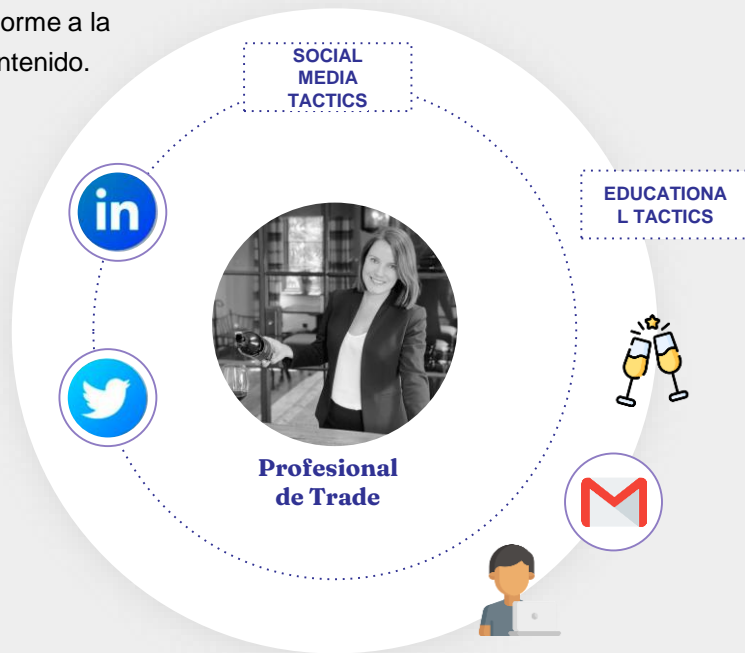 orme a la
ntenido.
SOCIAL
MEDIA
TACTICS
EDUCATIONA
L TACTICS
in
Profesional
de Trade